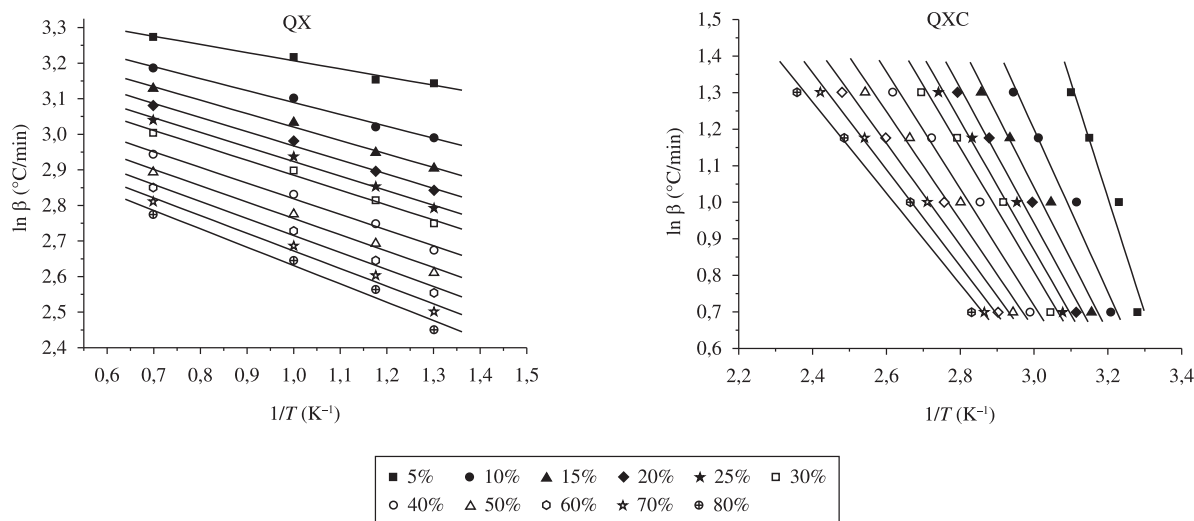 QX
3,3
3,2
3,1
3,0
2,9
2,8
2,7
2,6
2,5
2,4
ln β (°C/min)
0,6 0,7 0,8 0,9 1,0 1,1 1,2 1,3 1,4 1,5
1/T (K⁻¹)
QXC
1,5
1,4
1,3
1,2
1,1
1,0
0,9
0,8
0,7
0,6
ln β (°C/min)
2,2 2,4 2,6 2,8 3,0 3,2 3,4
1/T (K⁻¹)
5% 10% 15% 20% 25% 30%
40% 50% 60% 70% 80%